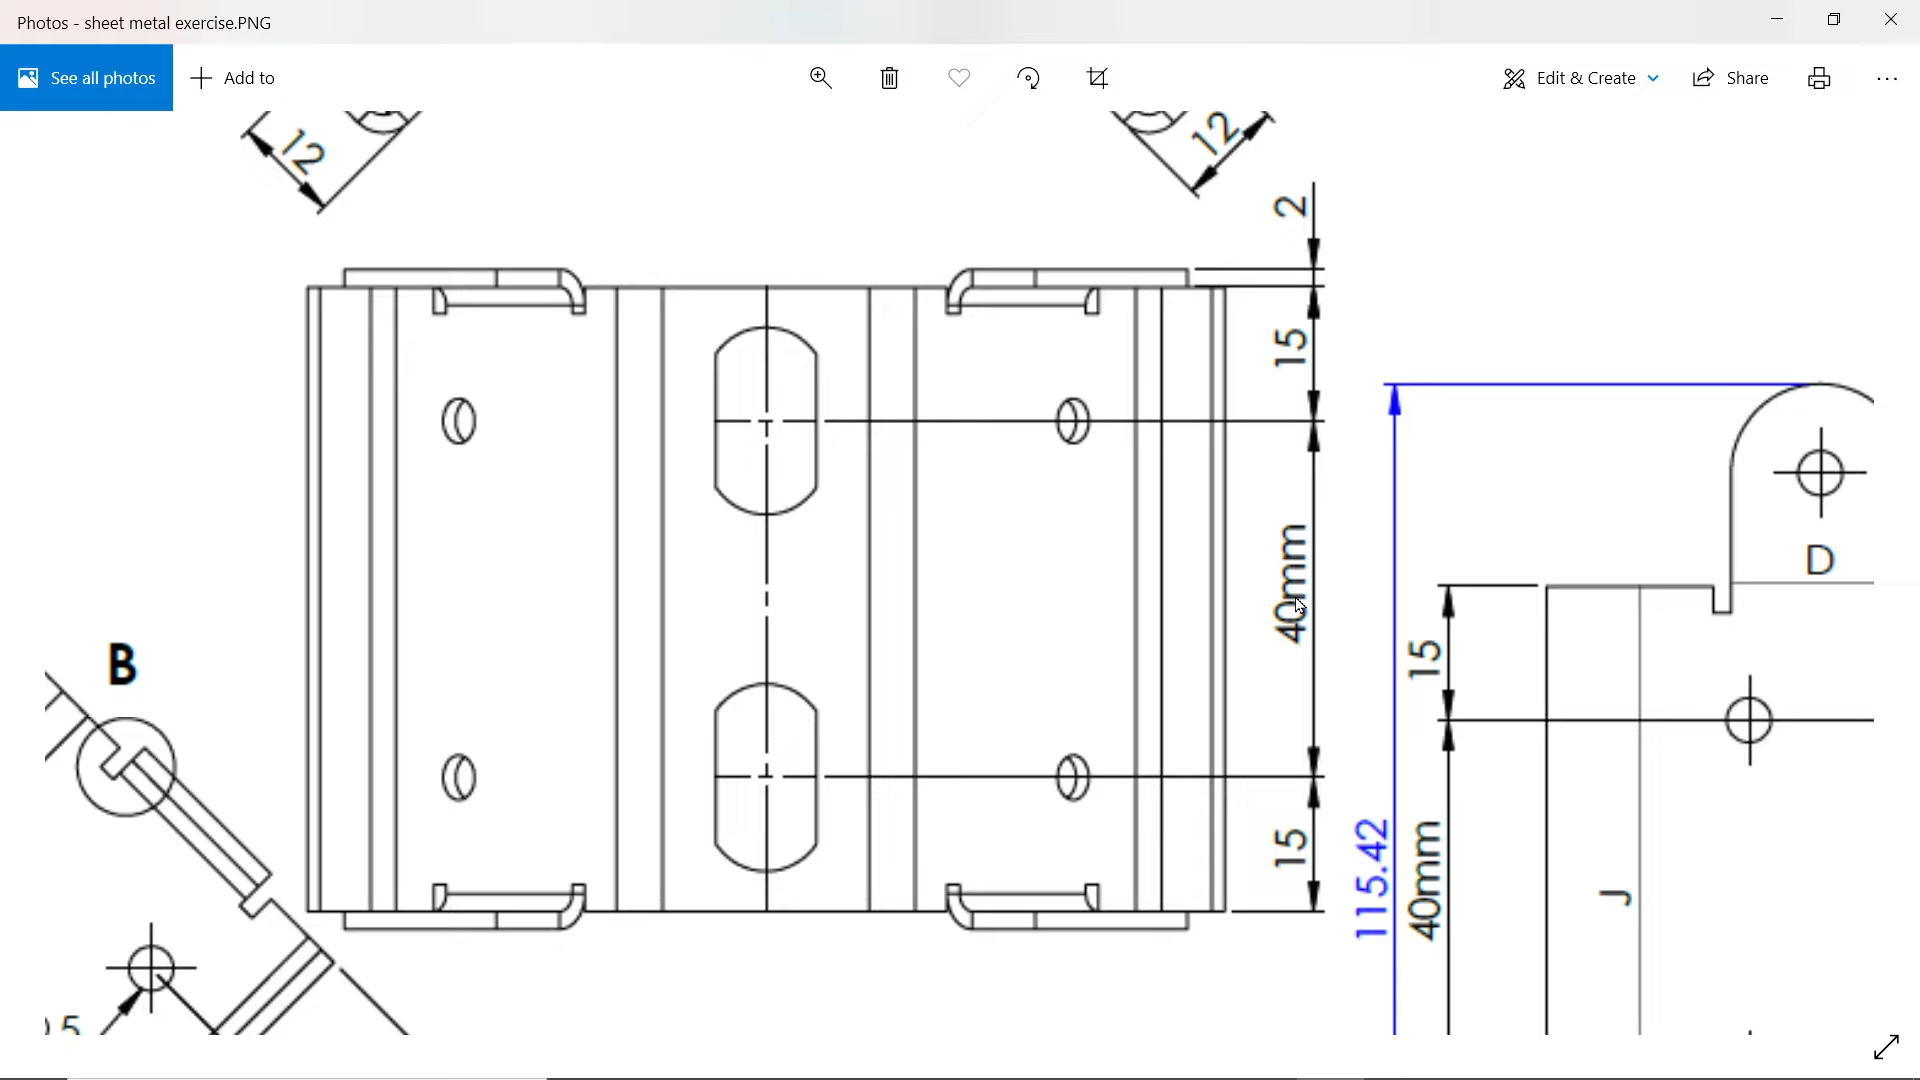 Photos - sheet metal exercise.PNG
See all photos
Add to
Edit & Create
Share
12
12
2
15
40mm
15
B
D
15
115.42
40mm
J